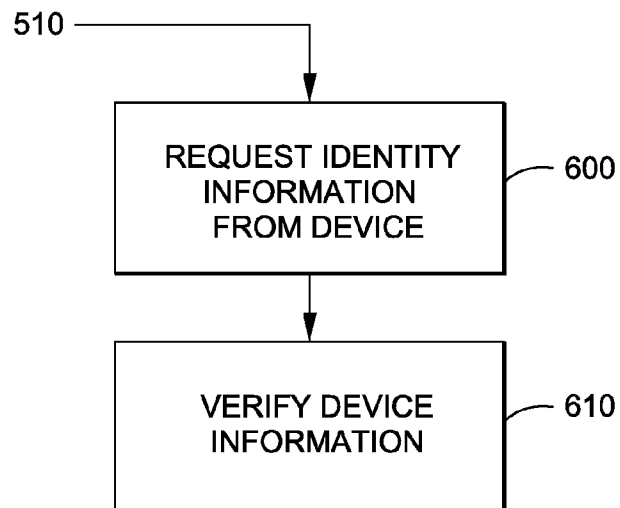 510
REQUEST IDENTITY
INFORMATION
FROM DEVICE
600
VERIFY DEVICE
INFORMATION
610